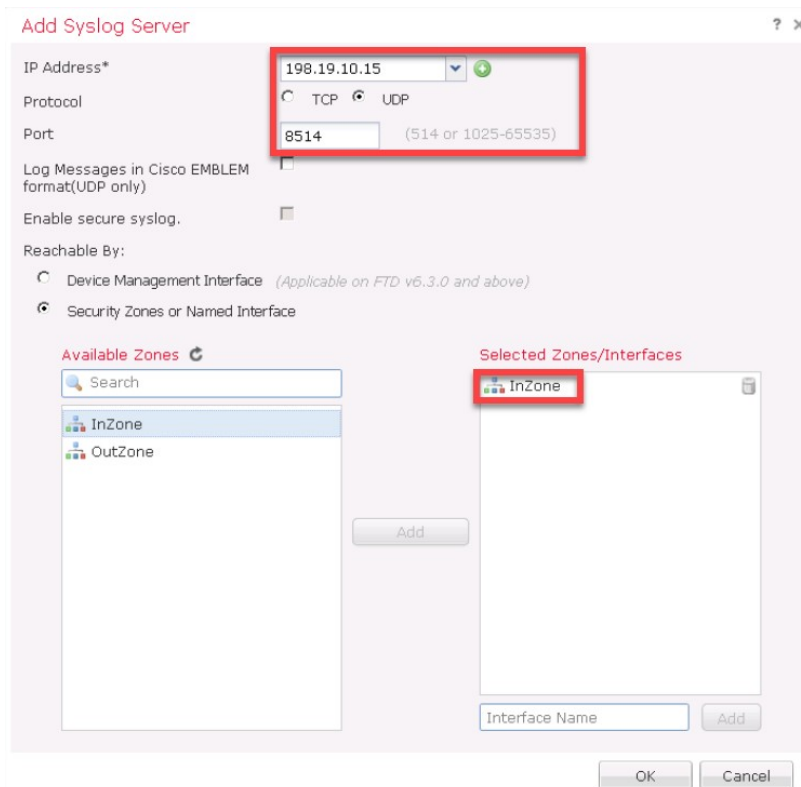 Add Syslog Server
?
IP Address*
198.19.10.15
Protocol
TCP UDP
Port
8514 (514 or 1025-65535)
Log Messages in Cisco EMBLEM
format(UDP only)
Enable secure syslog.
Reachable By:
Device Management Interface (Applicable on FTD v6.3.0 and above)
Security Zones or Named Interface
Available Zones
Search
InZone
OutZone
Add
Selected Zones/Interfaces
InZone
Interface Name
Add
OK
Cancel